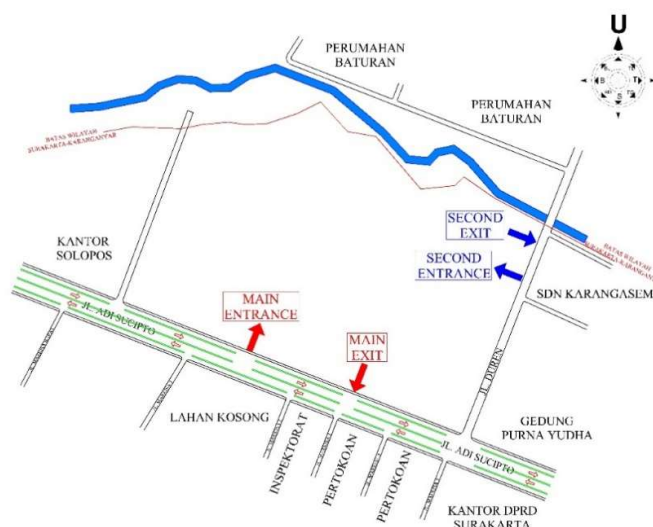 U
PERUMAHAN
BATURAN
PERUMAHAN
BATURAN
BATAS WILAYAH
SURAKARTA-KARANGANYAR
SECOND
EXIT
SECOND
ENTRANCE
BATAS WILAYAH
KANTOR
SOLOPOS
SDN KARANGASEM
MAIN
ENTRANCE
MAIN
EXIT
JL. ADI SUCIPTO
JL. DUREN
LAHAN KOSONG
INSPEKTORAT
PERTOKOAN
PERTOKOAN
JL. ADI SUCIPTO
GEDUNG
PURNA YUDHA
KANTOR DPRD
SURAKARTA